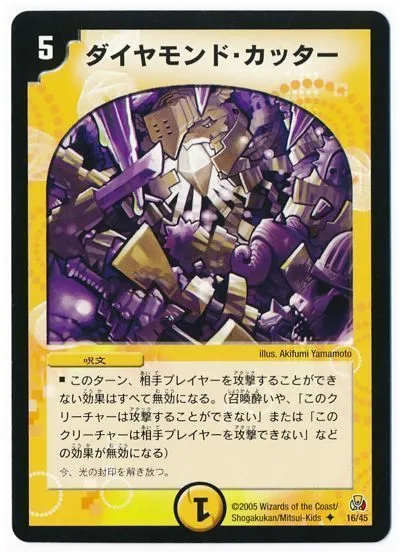 5
ダイヤモンド・カッター
illus. Akifumi Yamamoto
呪文
■ このターン、相手プレイヤーを攻撃することができ
ない効果はすべて無効になる。(召喚酔いや、「この
クリーチャーは攻撃することができない」または「この
クリーチャーは相手プレイヤーを攻撃できない」など
の効果が無効になる)
今、光の封印を解き放つ。
1
©2005 Wizards of the Coast/
Shogakukan/Mitsui-Kids ✦ 16/45